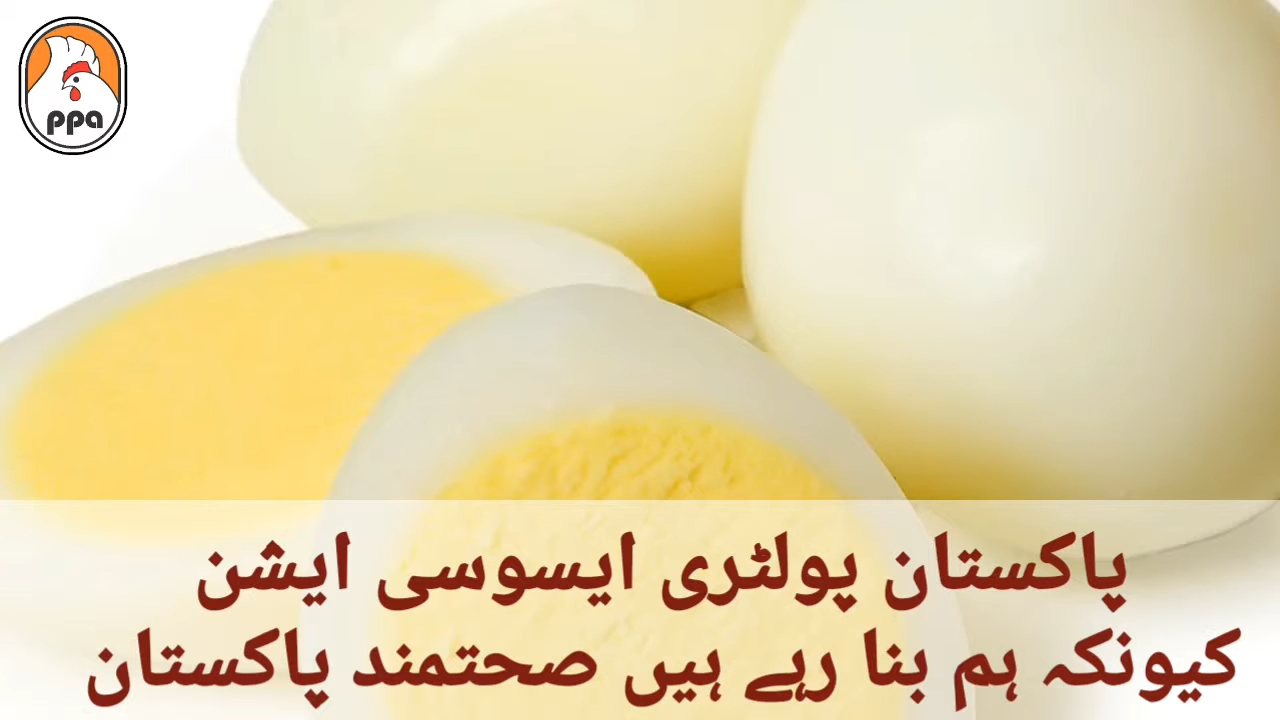 ppa
پاکستان پولٹری ایسوسی ایشن
کیونکہ ہم بنا رہے ہیں صحتمند پاکستان